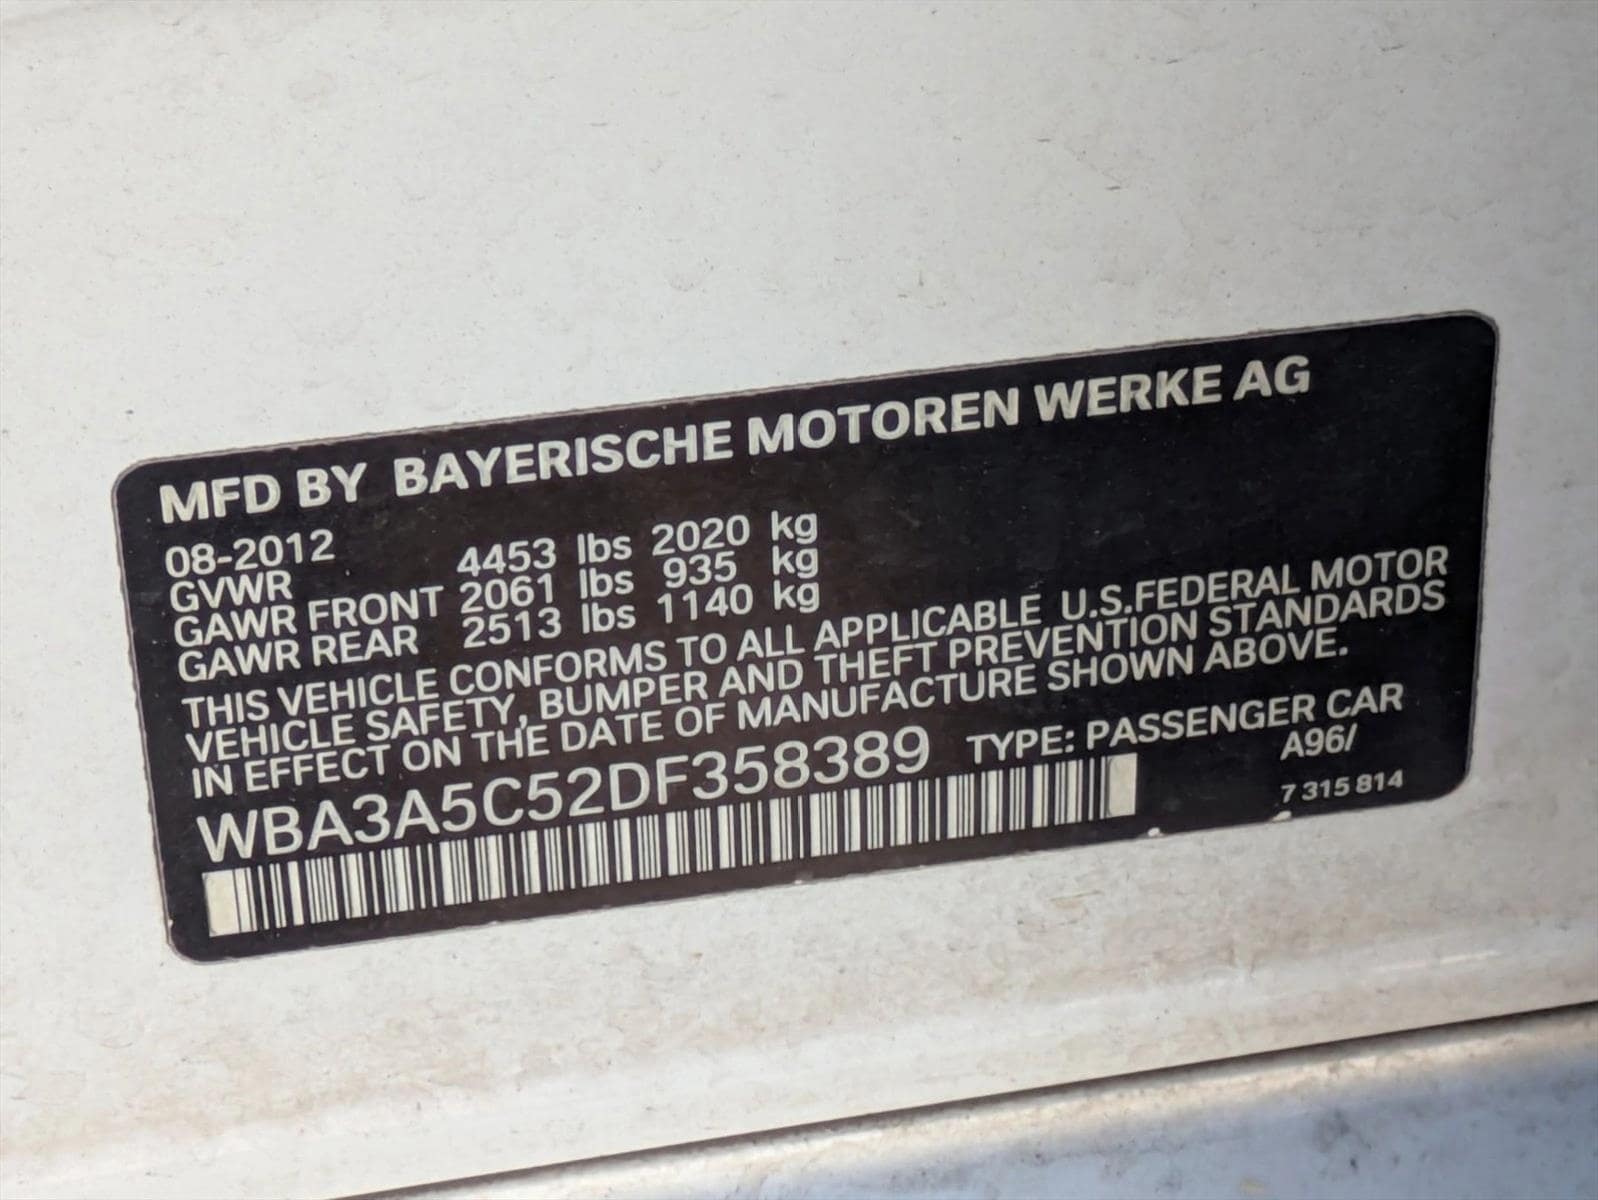 MFD BY BAYERISCHE MOTOREN WERKE AG
08-2012
GVWR 4453 lbs 2020 kg
GAWR FRONT 2061 lbs 935 kg
GAWR REAR 2513 lbs 1140 kg
THIS VEHICLE CONFORMS TO ALL APPLICABLE U.S.FEDERAL MOTOR
VEHICLE SAFETY, BUMPER AND THEFT PREVENTION STANDARDS
IN EFFECT ON THE DATE OF MANUFACTURE SHOWN ABOVE.
WBA3A5C52DF358389 TYPE: PASSENGER CAR
A96/
7 315 814